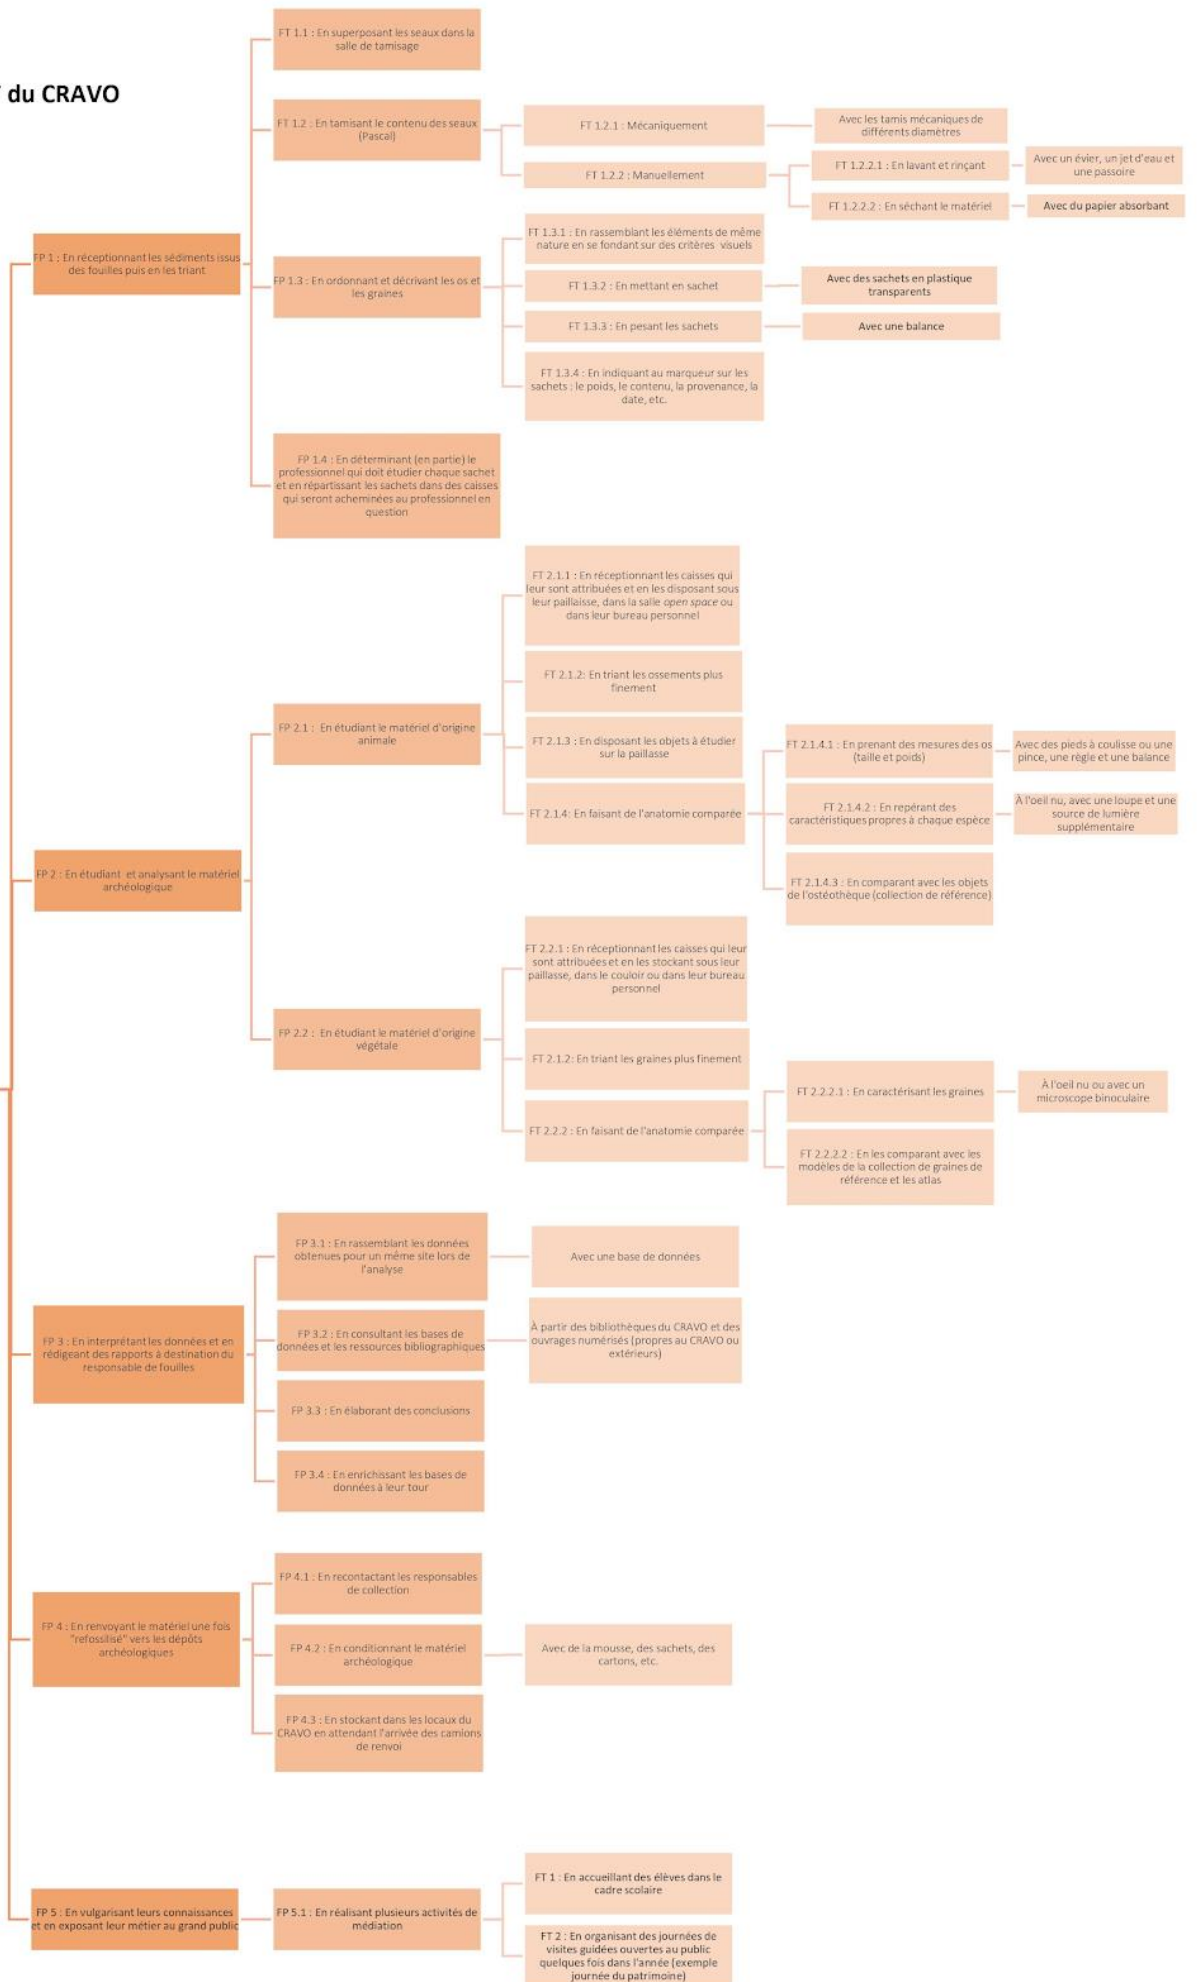 du CRAVO
FT 1.1 : En superposant les seaux dans la
salle de tamisage
FT 1.2 : En tamisant le contenu des seaux
(Pascal)
FT 1.2.1 : Mécaniquement
Avec les tamis mécaniques de
différents diamètres
FT 1.2.2 : Manuellement
FT 1.2.2.1 : En lavant et rinçant
Avec un évier, un jet d'eau et
une passoire
FT 1.2.2.2 : En séchant le matériel
Avec du papier absorbant
FP 1 : En réceptionnant les sédiments issus
des fouilles puis en les triant
FP 1.3 : En ordonnant et décrivant les os et
les graines
FT 1.3.1 : En rassemblant les éléments de même
nature en se fondant sur des critères visuels
FT 1.3.2 : En mettant en sachet
Avec des sachets en plastique
transparents
FT 1.3.3 : En pesant les sachets
Avec une balance
FT 1.3.4 : En indiquant au marqueur sur les
sachets : le poids, le contenu, la provenance, la
date, etc.
FP 1.4 : En déterminant (en partie) le
professionnel qui doit étudier chaque sachet
et en répartissant les sachets dans des caisses
qui seront acheminées au professionnel en
question
FP 2 : En étudiant et analysant le matériel
archéologique
FP 2.1 : En étudiant le matériel d'origine
animale
FT 2.1.1 : En réceptionnant les caisses qui
leur sont attribuées et en les disposant sous
leur paillaisse, dans la salle open space ou
dans leur bureau personnel
FT 2.1.2: En triant les ossements plus
finement
FT 2.1.3 : En disposant les objets à étudier
sur la paillasse
FT 2.1.4: En faisant de l'anatomie comparée
FT 2.1.4.1 : En prenant des mesures des os
(taille et poids)
Avec des pieds à coulisse ou une
pince, une règle et une balance
FT 2.1.4.2 : En repérant des
caractéristiques propres à chaque espèce
À l'oeil nu, avec une loupe et une
source de lumière
supplémentaire
FT 2.1.4.3 : En comparant avec les objets
de l'ostéothèque (collection de référence)
FP 2.2 : En étudiant le matériel d'origine
végétale
FT 2.2.1 : En réceptionnant les caisses qui leur
sont attribuées et en les stockant sous leur
paillasse, dans le couloir ou dans leur bureau
personnel
FT 2.1.2: En triant les graines plus finement
FT 2.2.2 : En faisant de l'anatomie comparée
FT 2.2.2.1 : En caractérisant les graines
À l'oeil nu ou avec un
microscope binoculaire
FT 2.2.2.2 : En les comparant avec les
modèles de la collection de graines de
référence et les atlas
FP 3 : En interprétant les données et en
rédigeant des rapports à destination du
responsable de fouilles
FP 3.1 : En rassemblant les données
obtenues pour un même site lors de
l'analyse
Avec une base de données
FP 3.2 : En consultant les bases de
données et les ressources bibliographiques
À partir des bibliothèques du CRAVO et des
ouvrages numérisés (propres au CRAVO ou
extérieurs)
FP 3.3 : En élaborant des conclusions
FP 3.4 : En enrichissant les bases de
données à leur tour
FP 4 : En renvoyant le matériel une fois
"refossilisé" vers les dépôts
archéologiques
FP 4.1 : En recontactant les responsables
de collection
FP 4.2 : En conditionnant le matériel
archéologique
Avec de la mousse, des sachets, des
cartons, etc.
FP 4.3 : En stockant dans les locaux du
CRAVO en attendant l'arrivée des camions
de renvoi
FP 5 : En vulgarisant leurs connaissances
et en exposant leur métier au grand public
FP 5.1 : En réalisant plusieurs activités de
médiation
FT 1 : En accueillant des élèves dans le
cadre scolaire
FT 2 : En organisant des journées de
visites guidées ouvertes au public
quelques fois dans l'année (exemple
journée du patrimoine)